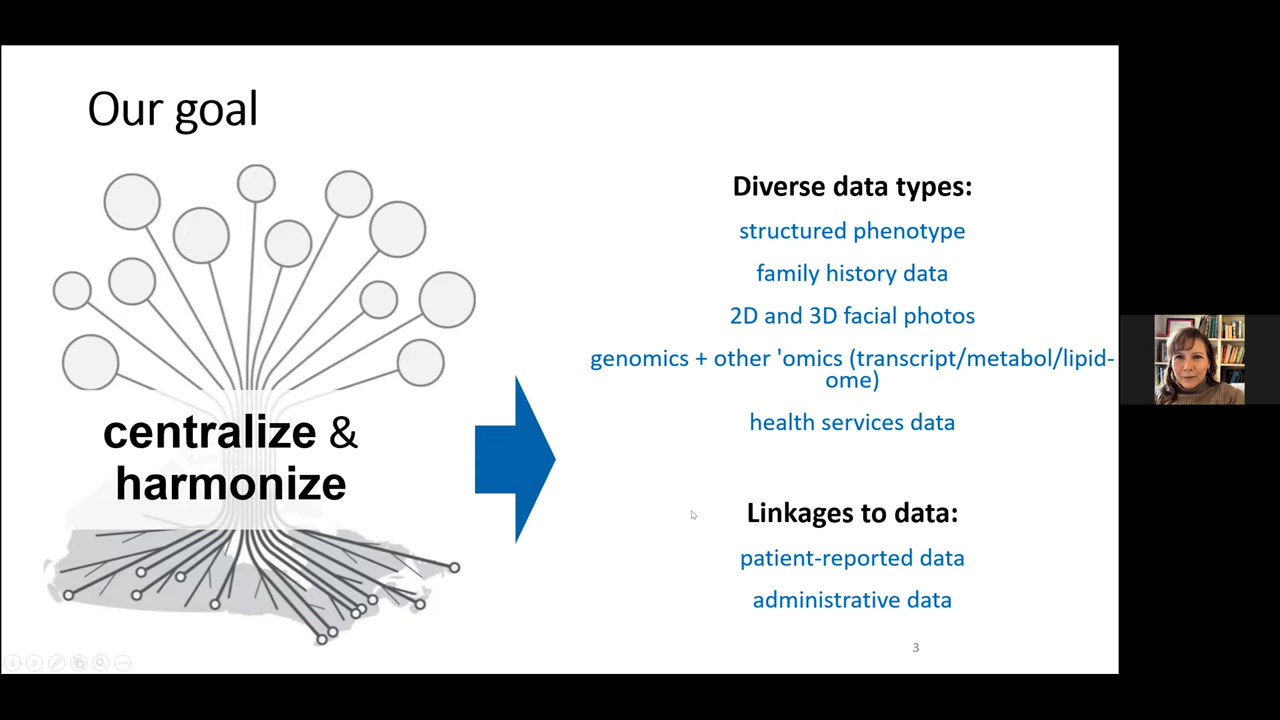 Our goal
centralize &
harmonize
Diverse data types:
structured phenotype
family history data
2D and 3D facial photos
genomics + other 'omics (transcript/metabol/lipid-
ome)
health services data
Linkages to data:
patient-reported data
administrative data
3